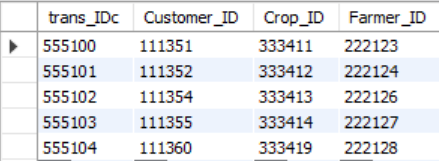 trans_IDc Customer_ID Crop_ID Farmer_ID
555100 111351 333411 222123
555101 111352 333412 222124
555102 111354 333413 222126
555103 111355 333414 222127
555104 111360 333419 222128